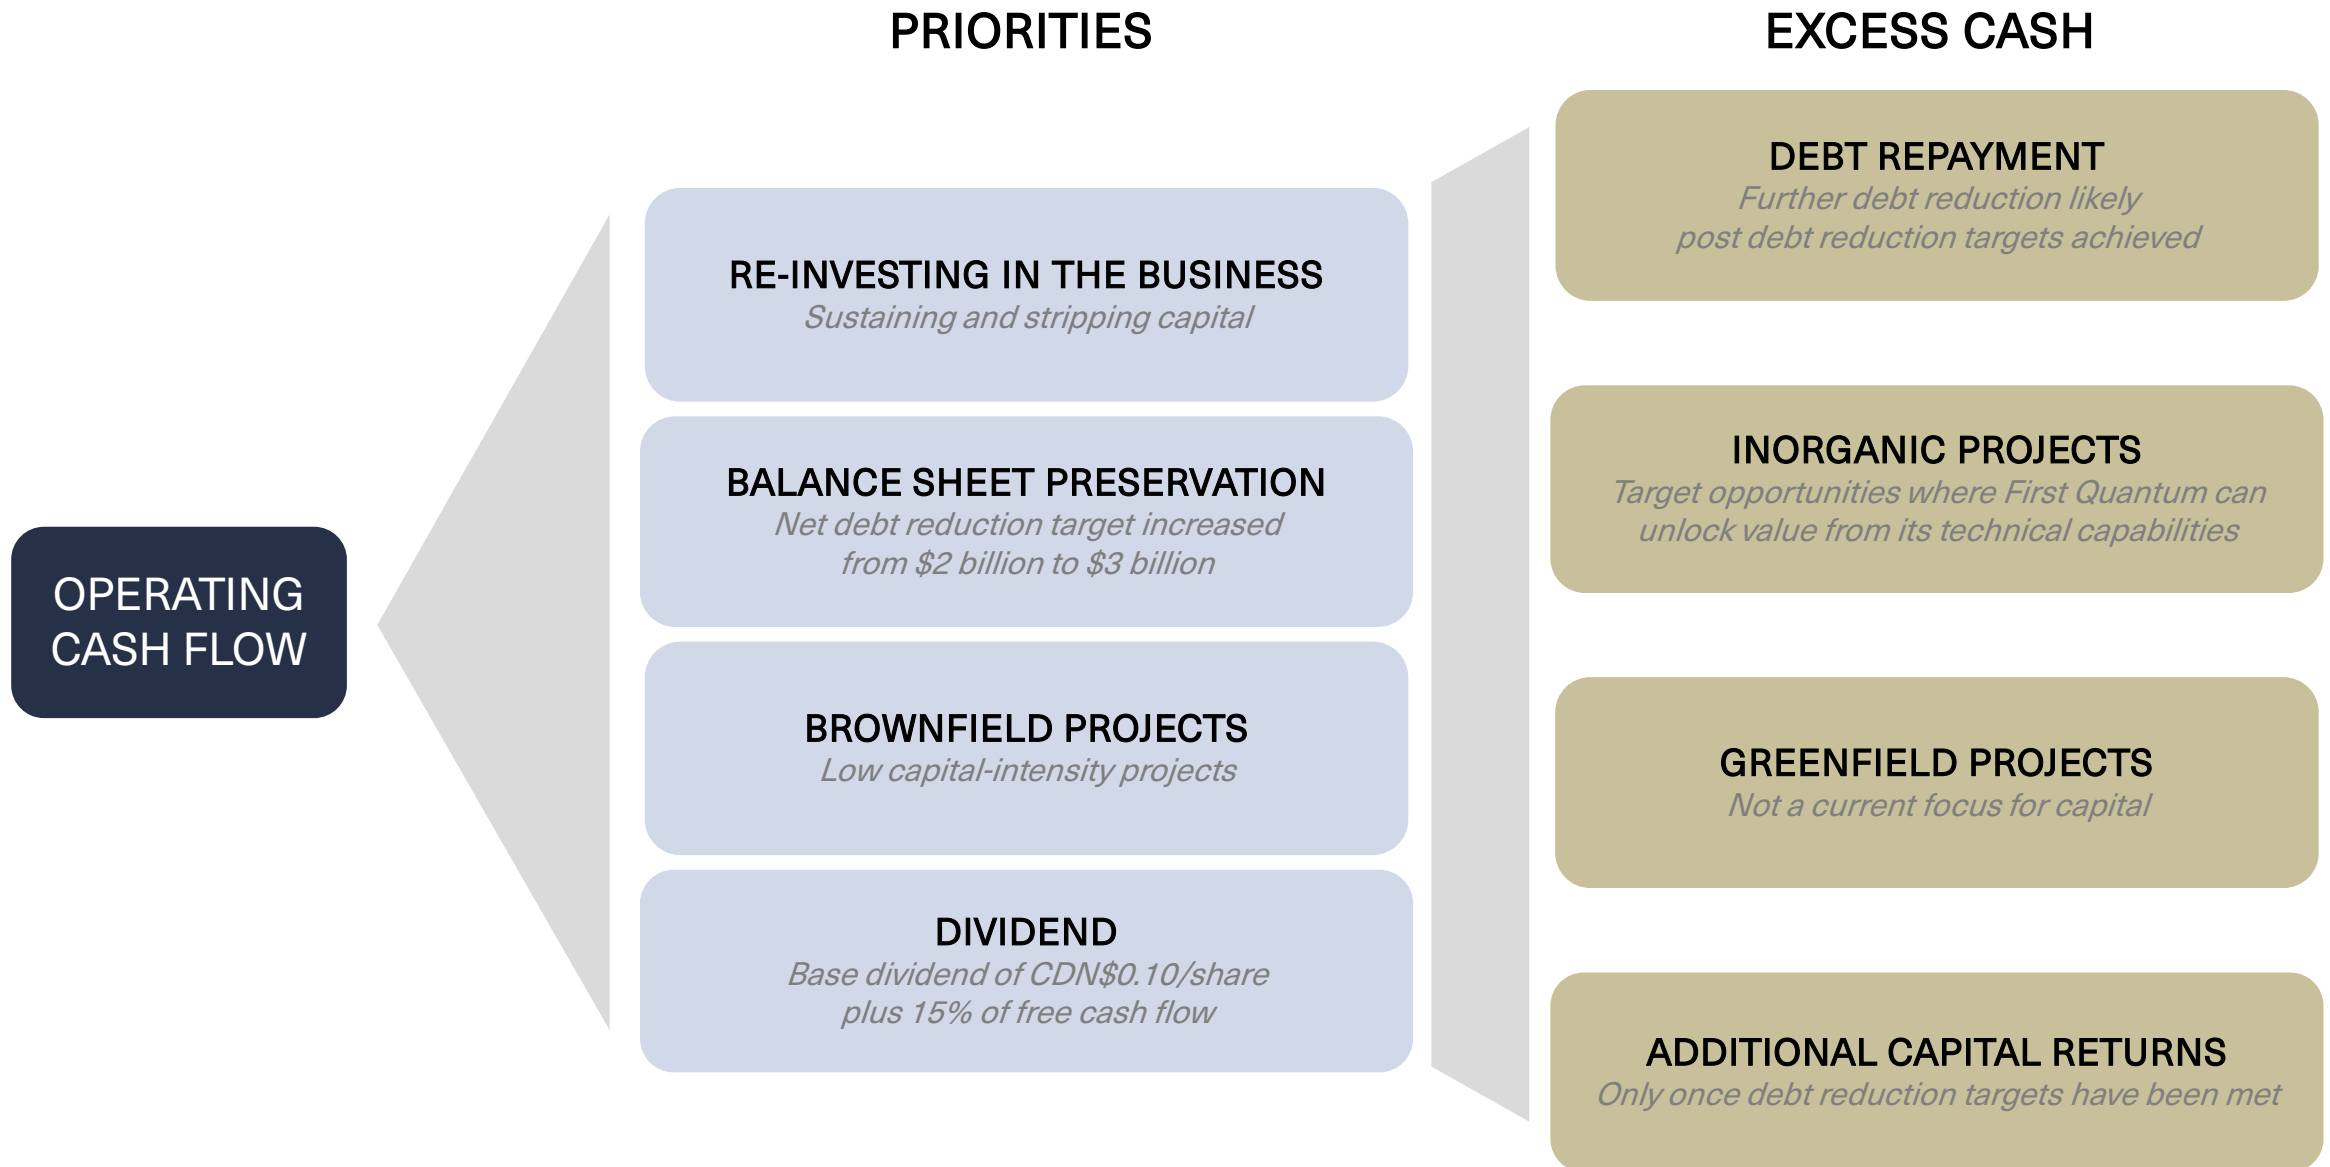 PRIORITIES
EXCESS CASH
OPERATING
CASH FLOW
RE-INVESTING IN THE BUSINESS
Sustaining and stripping capital
BALANCE SHEET PRESERVATION
Net debt reduction target increased
from $2 billion to $3 billion
BROWNFIELD PROJECTS
Low capital-intensity projects
DIVIDEND
Base dividend of CDN$0.10/share
plus 15% of free cash flow
DEBT REPAYMENT
Further debt reduction likely
post debt reduction targets achieved
INORGANIC PROJECTS
Target opportunities where First Quantum can
unlock value from its technical capabilities
GREENFIELD PROJECTS
Not a current focus for capital
ADDITIONAL CAPITAL RETURNS
Only once debt reduction targets have been met